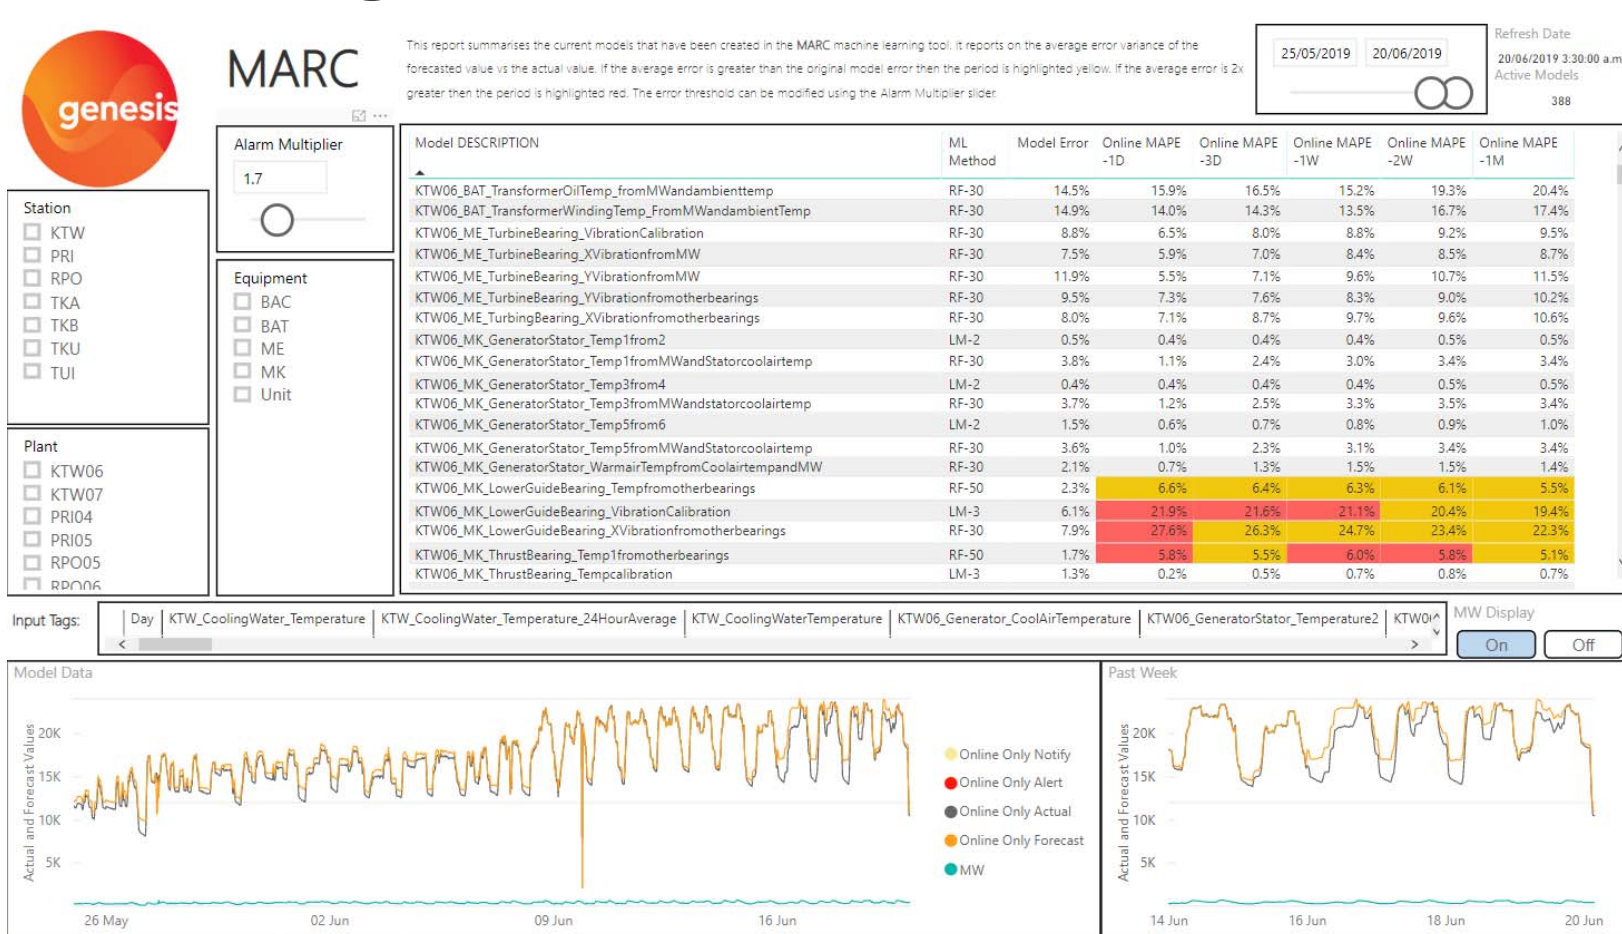 genesis
MARC
This report summarises the current models that have been created in the MARC machine learning tool. It reports on the average error variance of the
forecasted value vs the actual value. If the average error is greater than the original model error then the period is highlighted yellow. If the average error is 2x
greater then the period is highlighted red. The error threshold can be modified using the Alarm Multiplier slider.
25/05/2019 20/06/2019
Refresh Date
20/06/2019 3:30:00 a.m
Active Models
388
Alarm Multiplier
1.7
Station
KTW
PRI
RPO
TKA
TKB
TKU
TUI
Equipment
BAC
BAT
ME
MK
Unit
Plant
KTW06
KTW07
PRI04
PRI05
RPO05
RPO06
Model DESCRIPTION ML Method Model Error Online MAPE -1D Online MAPE -3D Online MAPE -1W Online MAPE -2W Online MAPE -1M
KTW06_BAT_TransformerOilTemp_fromMWandambienttemp RF-30 14.5% 15.9% 16.5% 15.2% 19.3% 20.4%
KTW06_BAT_TransformerWindingTemp_FromMWandambientTemp RF-30 14.9% 14.0% 14.3% 13.5% 16.7% 17.4%
KTW06_ME_TurbineBearing_VibrationCalibration RF-30 8.8% 6.5% 8.0% 8.8% 9.2% 9.5%
KTW06_ME_TurbineBearing_XVibrationfromMW RF-30 7.5% 5.9% 7.0% 8.4% 8.5% 8.7%
KTW06_ME_TurbineBearing_YVibrationfromMW RF-30 11.9% 5.5% 7.1% 9.6% 10.7% 11.5%
KTW06_ME_TurbineBearing_YVibrationfromotherbearings RF-30 9.5% 7.3% 7.6% 8.3% 9.0% 10.2%
KTW06_ME_TurbingBearing_XVibrationfromotherbearings RF-30 8.0% 7.1% 8.7% 9.7% 9.6% 10.6%
KTW06_MK_GeneratorStator_Temp1from2 LM-2 0.5% 0.4% 0.4% 0.4% 0.5% 0.5%
KTW06_MK_GeneratorStator_Temp1fromMWandStatorcoolairtemp RF-30 3.8% 1.1% 2.4% 3.0% 3.4% 3.4%
KTW06_MK_GeneratorStator_Temp3from4 LM-2 0.4% 0.4% 0.4% 0.4% 0.5% 0.5%
KTW06_MK_GeneratorStator_Temp3fromMWandstatorcoolairtemp RF-30 3.7% 1.2% 2.5% 3.3% 3.5% 3.4%
KTW06_MK_GeneratorStator_Temp5from6 LM-2 1.5% 0.6% 0.7% 0.8% 0.9% 1.0%
KTW06_MK_GeneratorStator_Temp5fromMWandStatorcoolairtemp RF-30 3.6% 1.0% 2.3% 3.1% 3.4% 3.4%
KTW06_MK_GeneratorStator_WarmairTempfromCoolairtempandMW RF-30 2.1% 0.7% 1.3% 1.5% 1.5% 1.4%
KTW06_MK_LowerGuideBearing_Tempfromotherbearings RF-50 2.3% 6.6% 6.4% 6.3% 6.1% 5.5%
KTW06_MK_LowerGuideBearing_VibrationCalibration LM-3 6.1% 21.9% 21.6% 21.1% 20.4% 19.4%
KTW06_MK_LowerGuideBearing_XVibrationfromotherbearings RF-30 7.9% 27.6% 26.3% 24.7% 23.4% 22.3%
KTW06_MK_ThrustBearing_Temp1fromotherbearings RF-50 1.7% 5.8% 5.5% 6.0% 5.8% 5.1%
KTW06_MK_ThrustBearing_Tempcalibration LM-3 1.3% 0.2% 0.5% 0.7% 0.8% 0.7%
Input Tags: Day KTW_CoolingWater_Temperature KTW_CoolingWater_Temperature_24HourAverage KTW_CoolingWaterTemperature KTW06_Generator_CoolAirTemperature KTW06_GeneratorStator_Temperature2
MW Display
On Off
Model Data
Actual and Forecast Values
20K
15K
10K
5K
26 May 02 Jun 09 Jun 16 Jun
Online Only Notify
Online Only Alert
Online Only Actual
Online Only Forecast
MW
Past Week
Actual and Forecast Values
20K
15K
10K
5K
14 Jun 16 Jun 18 Jun 20 Jun